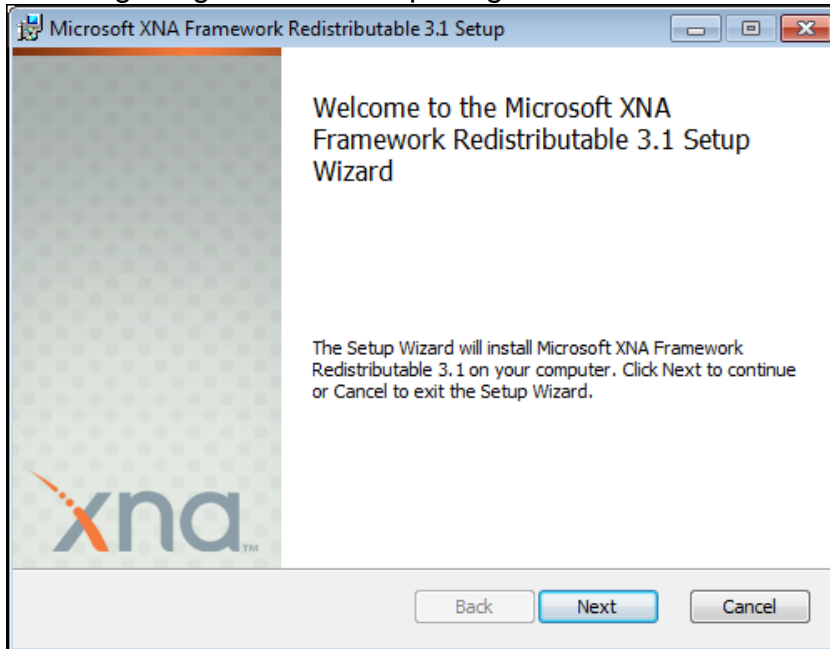 Microsoft XNA Framework Redistributable 3.1 Setup
Welcome to the Microsoft XNA
Framework Redistributable 3.1 Setup
Wizard
The Setup Wizard will install Microsoft XNA Framework
Redistributable 3.1 on your computer. Click Next to continue
or Cancel to exit the Setup Wizard.
xna™
Back Next Cancel